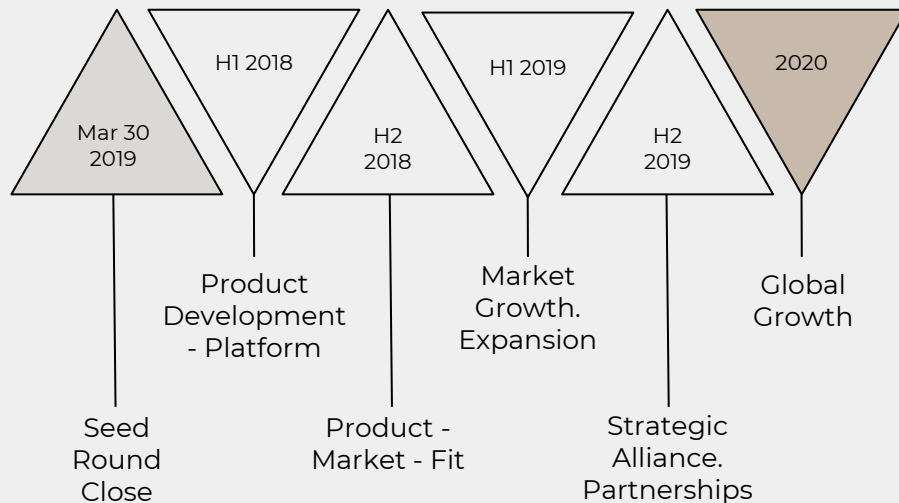 Mar 30
2019
H1 2018
H2
2018
H1 2019
H2
2019
2020
Seed
Round
Close
Product
Development
- Platform
Product -
Market - Fit
Market
Growth.
Expansion
Strategic
Alliance.
Partnerships
Global
Growth